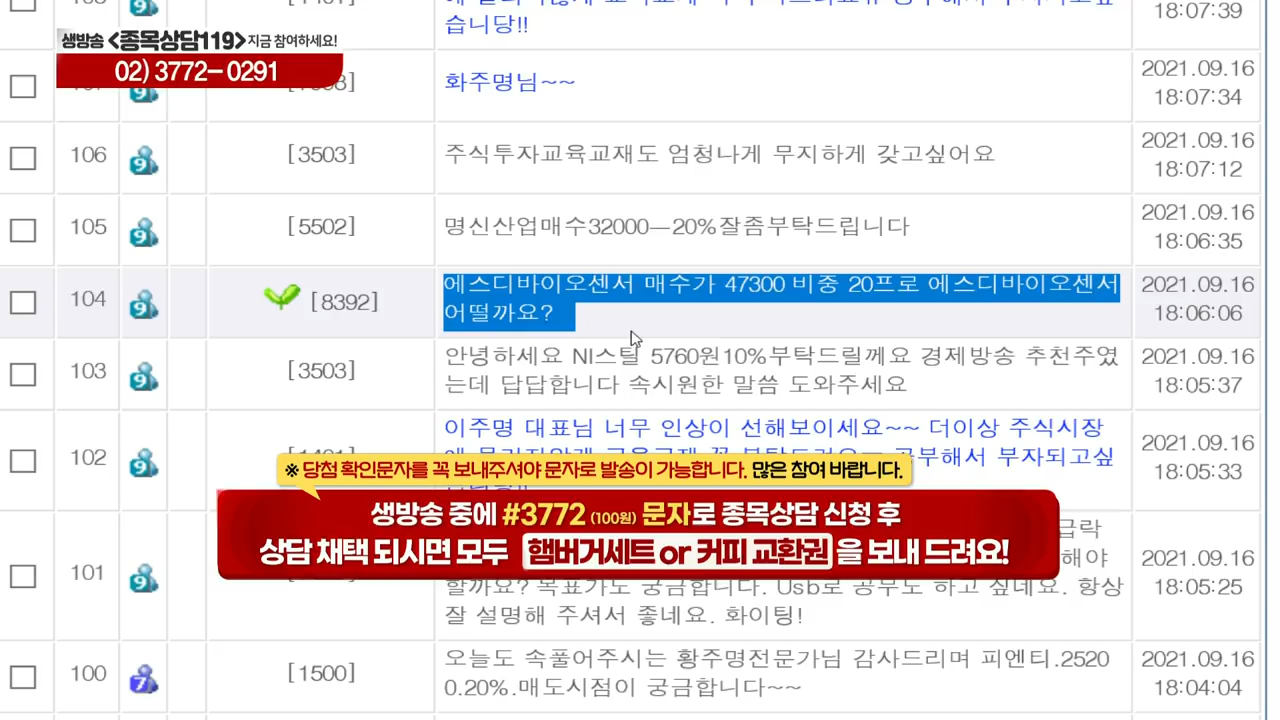 18:07:39
습니당!!
생방송 <종목상담119> 지금 참여하세요!
02) 3772-0291
화주명님~~
2021.09.16
18:07:34
106
[3503]
주식투자교육교재도 엄청나게 무지하게 갖고싶어요
2021.09.16
18:07:12
105
[5502]
명신산업매수32000-20%잘좀부탁드립니다
2021.09.16
18:06:35
104
[8392]
에스디바이오센서 매수가 47300 비중 20프로 에스디바이오센서
어떨까요?
2021.09.16
18:06:06
103
[3503]
안녕하세요 NI스틸 5760원10%부탁드릴께요 경제방송 추천주였
는데 답답합니다 속시원한 말씀 도와주세요
2021.09.16
18:05:37
102
이주명 대표님 너무 인상이 선해보이세요~~ 더이상 주식시장
부해서 부자되고싶
2021.09.16
18:05:33
※ 당첨 확인문자를 꼭 보내주셔야 문자로 발송이 가능합니다. 많은 참여 바랍니다.
생방송 중에 #3772 (100원) 문자로 종목상담 신청 후
상담 채택 되시면 모두 햄버거세트 or 커피 교환권 을 보내 드려요!
101
급락
해야
할까요? 목표가도 궁금합니다. Usb로 공부도 하고 싶네요. 항상
잘 설명해 주셔서 좋네요. 화이팅!
2021.09.16
18:05:25
100
[1500]
오늘도 속풀어주시는 황주명전문가님 감사드리며 피엔티.2520
0.20%.매도시점이 궁금합니다~~
2021.09.16
18:04:04